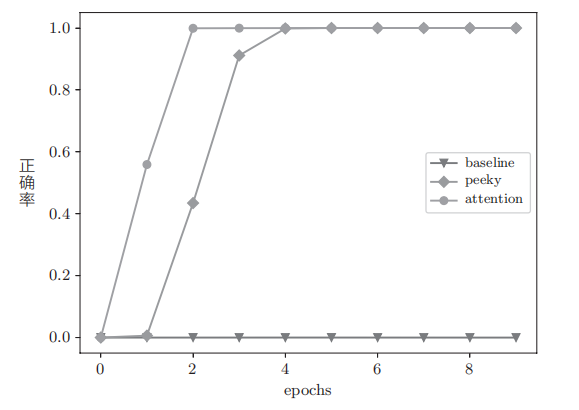 1.0
0.8
0.6
0.4
0.2
0.0
正
确
率
baseline
peeky
attention
0 2 4 6 8
epochs